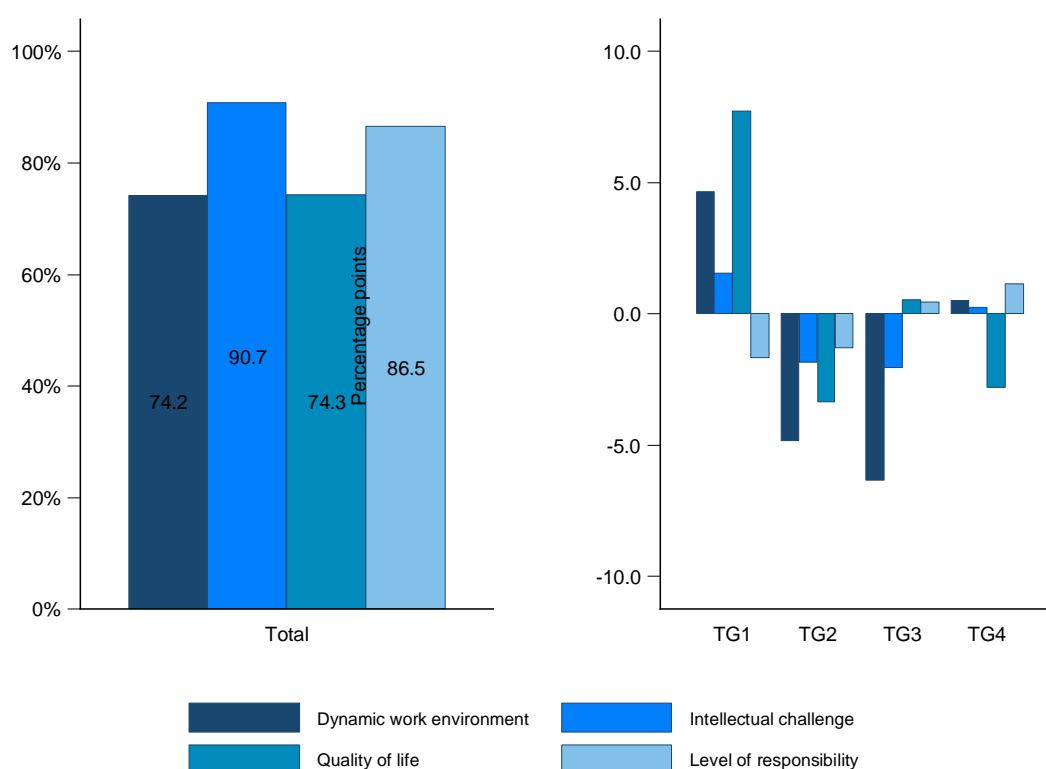 100%
80%
60%
40%
20%
0%
74.2
90.7
74.3
86.5
Total
Percentage points
10.0
5.0
0.0
-5.0
-10.0
TG1 TG2 TG3 TG4
Dynamic work environment
Intellectual challenge
Quality of life
Level of responsibility